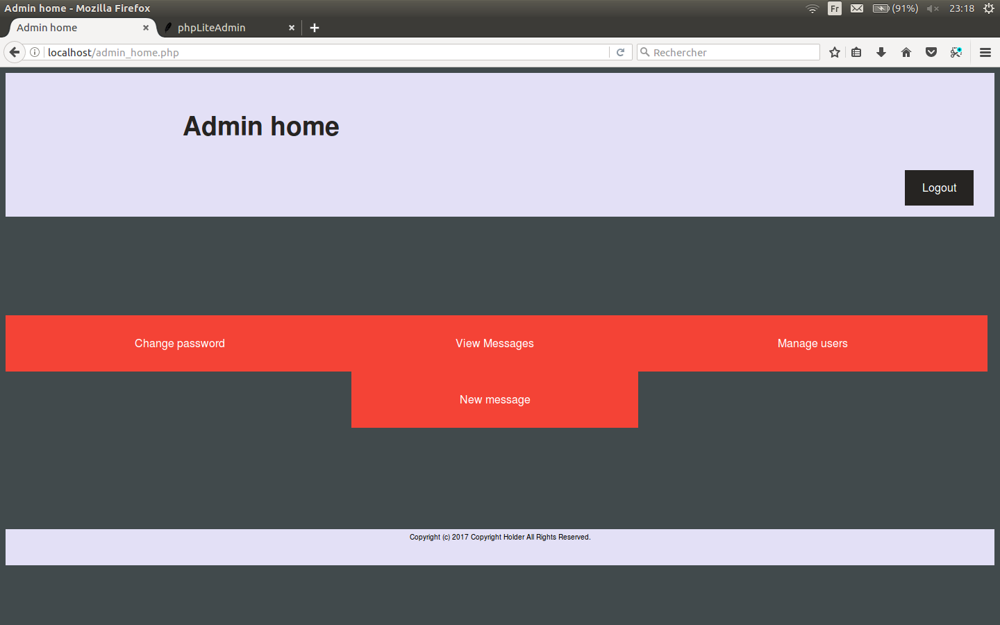 Admin home - Mozilla Firefox
Fr
(91%)
23:18
Admin home
phpLiteAdmin
localhost/admin_home.php
Rechercher
Admin home
Logout
Change password
View Messages
Manage users
New message
Copyright (c) 2017 Copyright Holder All Rights Reserved.